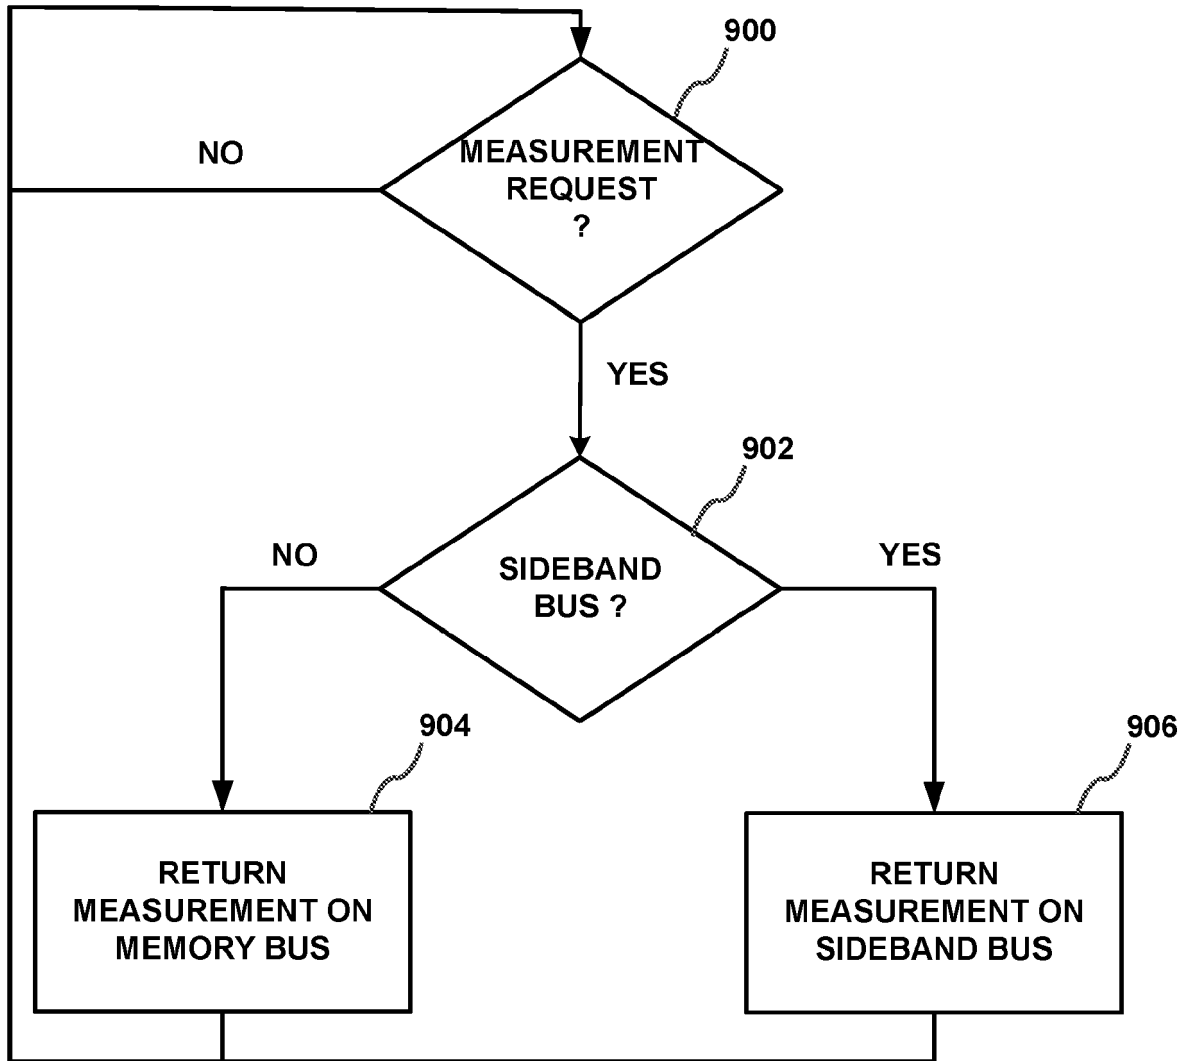 900
NO
MEASUREMENT
REQUEST
?
YES
902
NO
YES
SIDEBAND
BUS ?
904
906
RETURN
MEASUREMENT ON
MEMORY BUS
RETURN
MEASUREMENT ON
SIDEBAND BUS